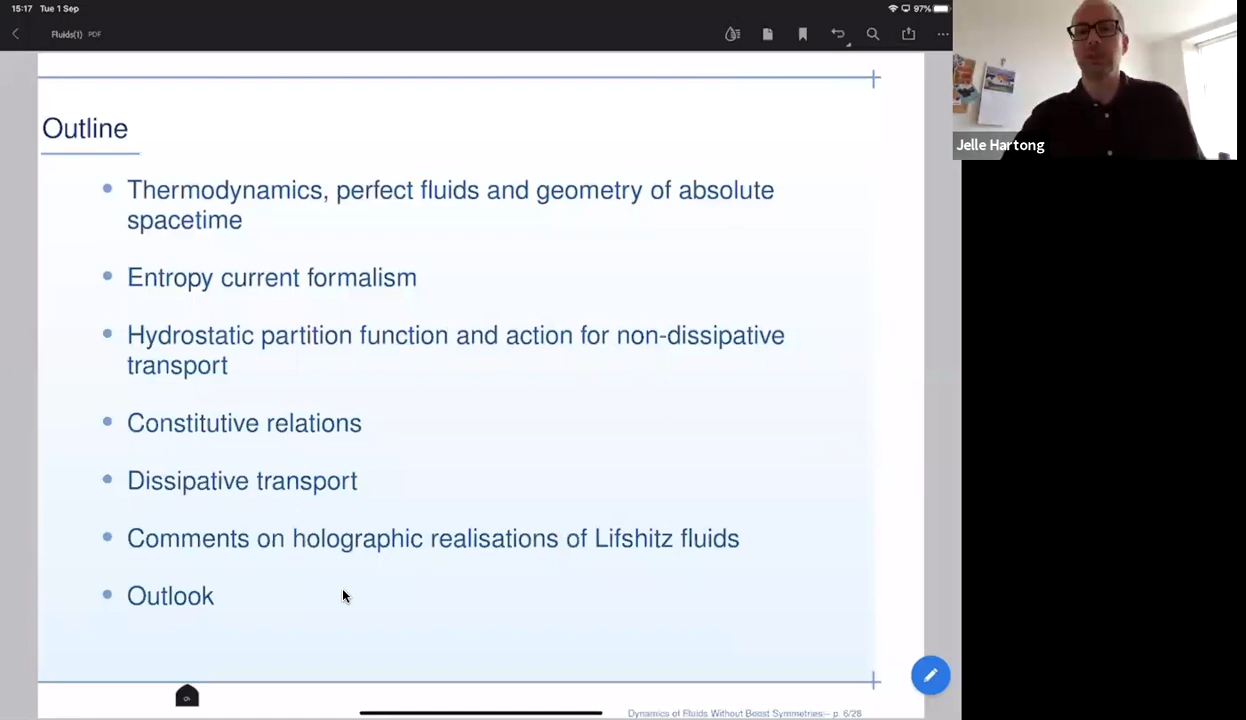 15:17 Tue 1 Sep
97%
Fluids(1) PDF
Jelle Hartong
Outline
Thermodynamics, perfect fluids and geometry of absolute
spacetime
Entropy current formalism
Hydrostatic partition function and action for non-dissipative
transport
Constitutive relations
Dissipative transport
Comments on holographic realisations of Lifshitz fluids
Outlook
Dynamics of Fluids Without Boost Symmetries – p. 6/28